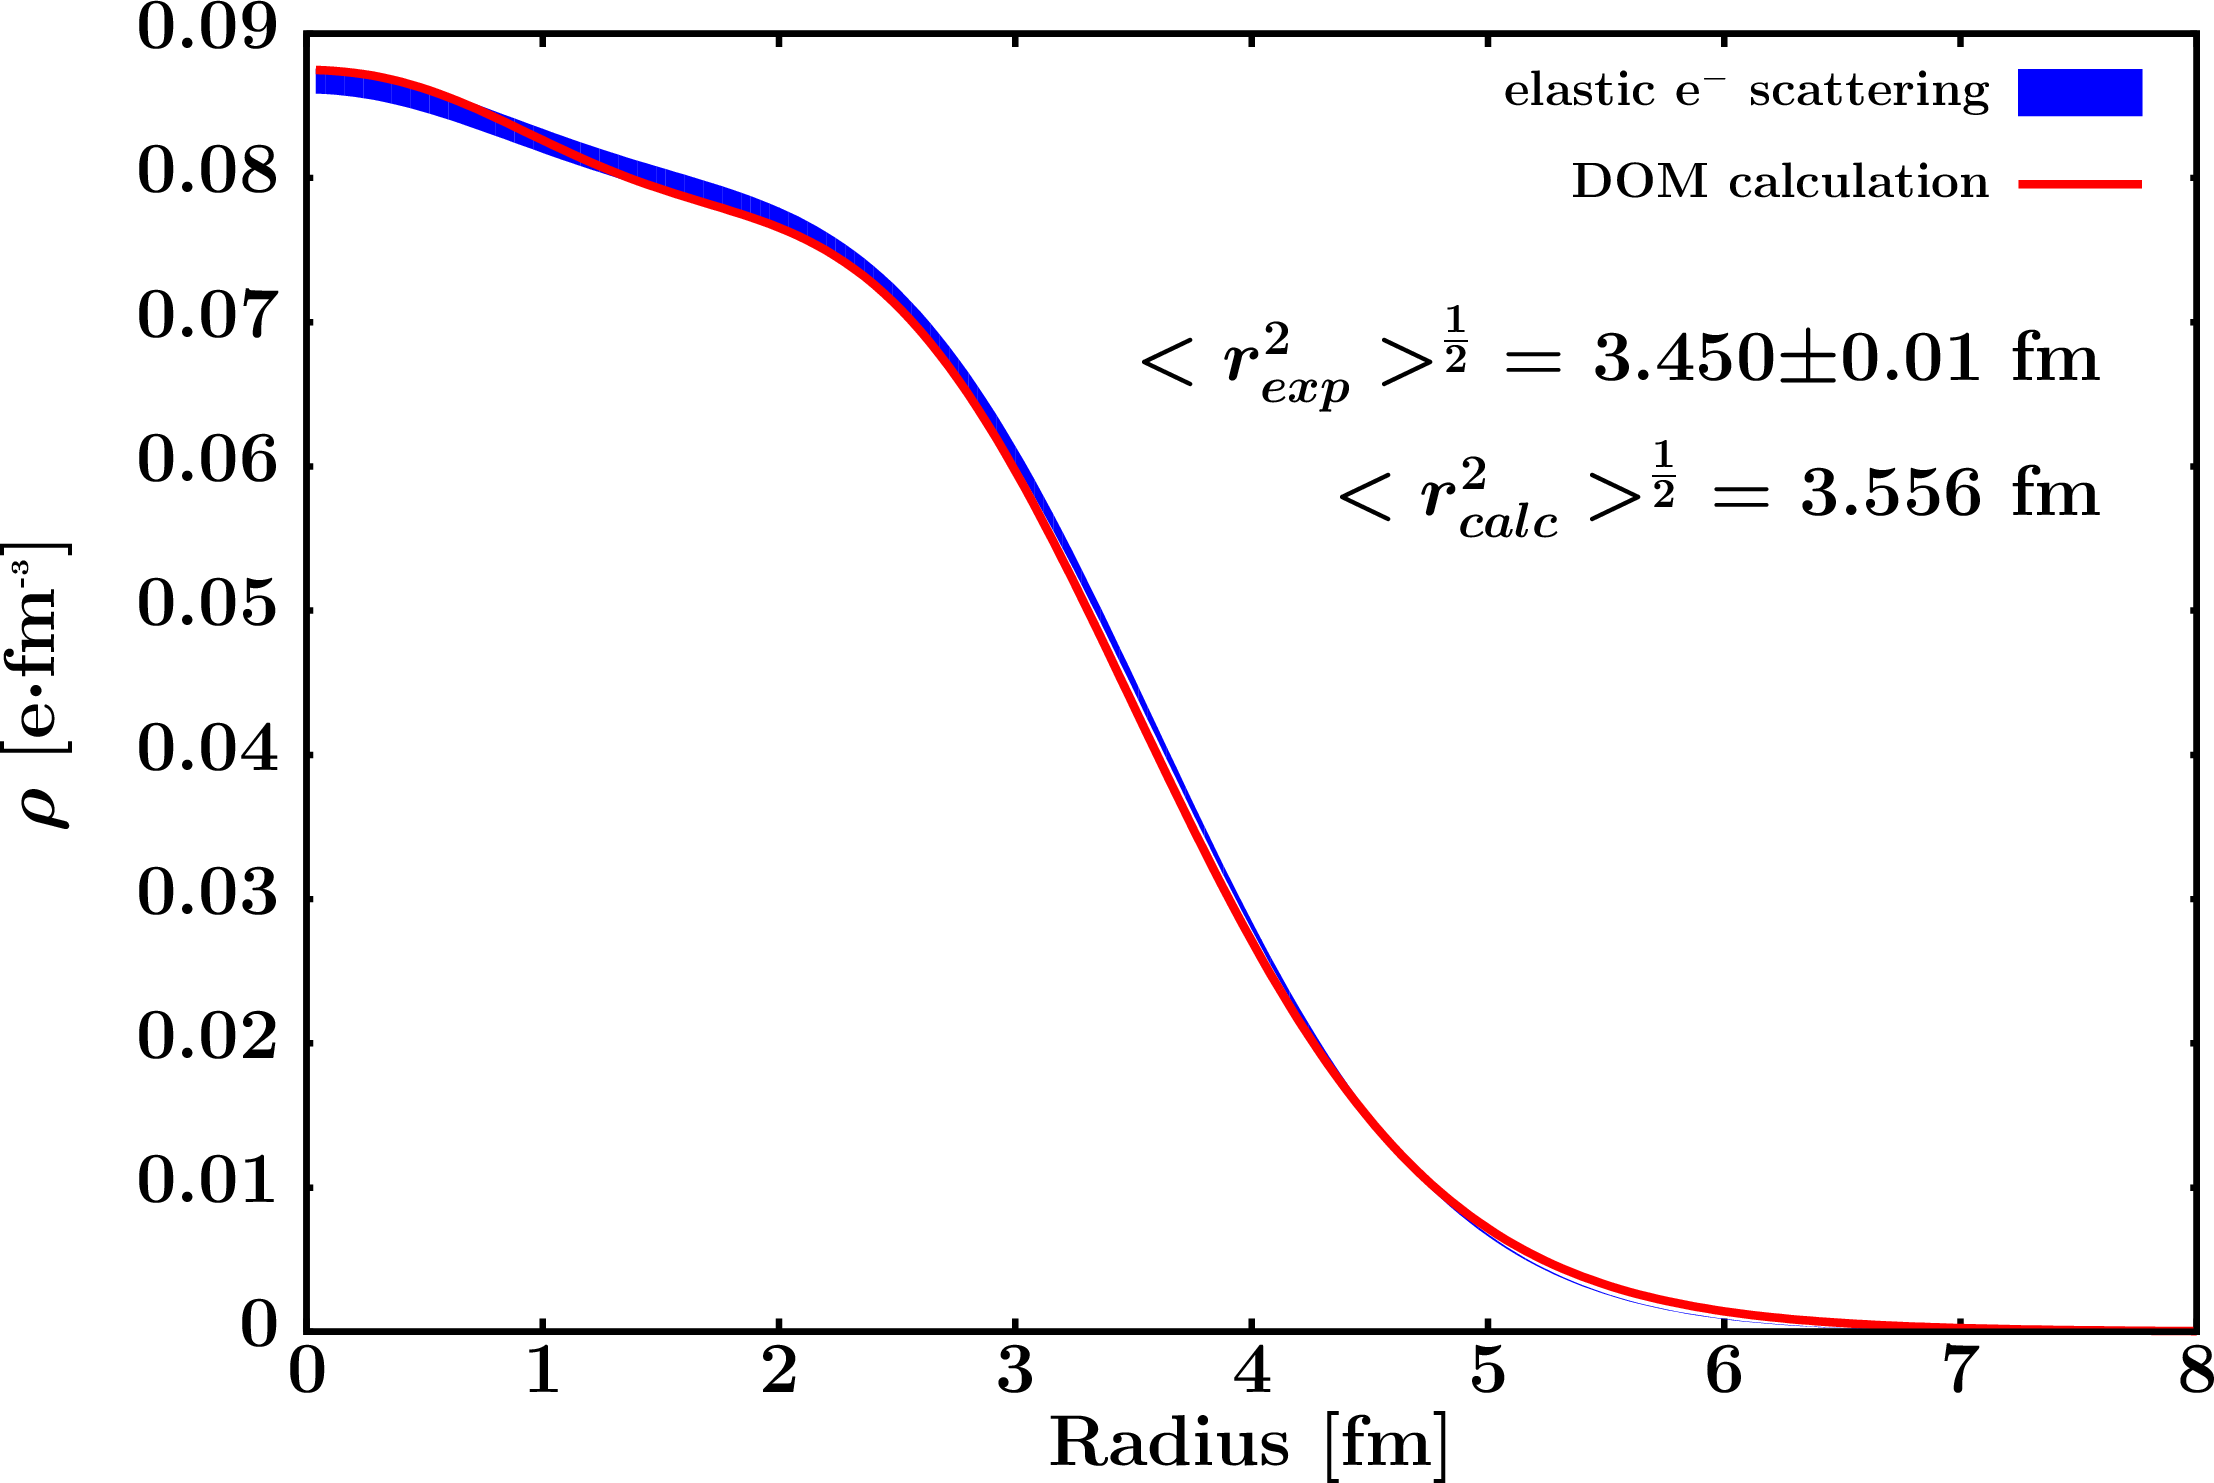 0.09
0.08
0.07
0.06
0.05
0.04
0.03
0.02
0.01
0
ρ [e·fm⁻³]
elastic e⁻ scattering
DOM calculation
< r²ₑₓₚ >^½ = 3.450±0.01 fm
< r²_calc >^½ = 3.556 fm
0 1 2 3 4 5 6 7 8
Radius [fm]